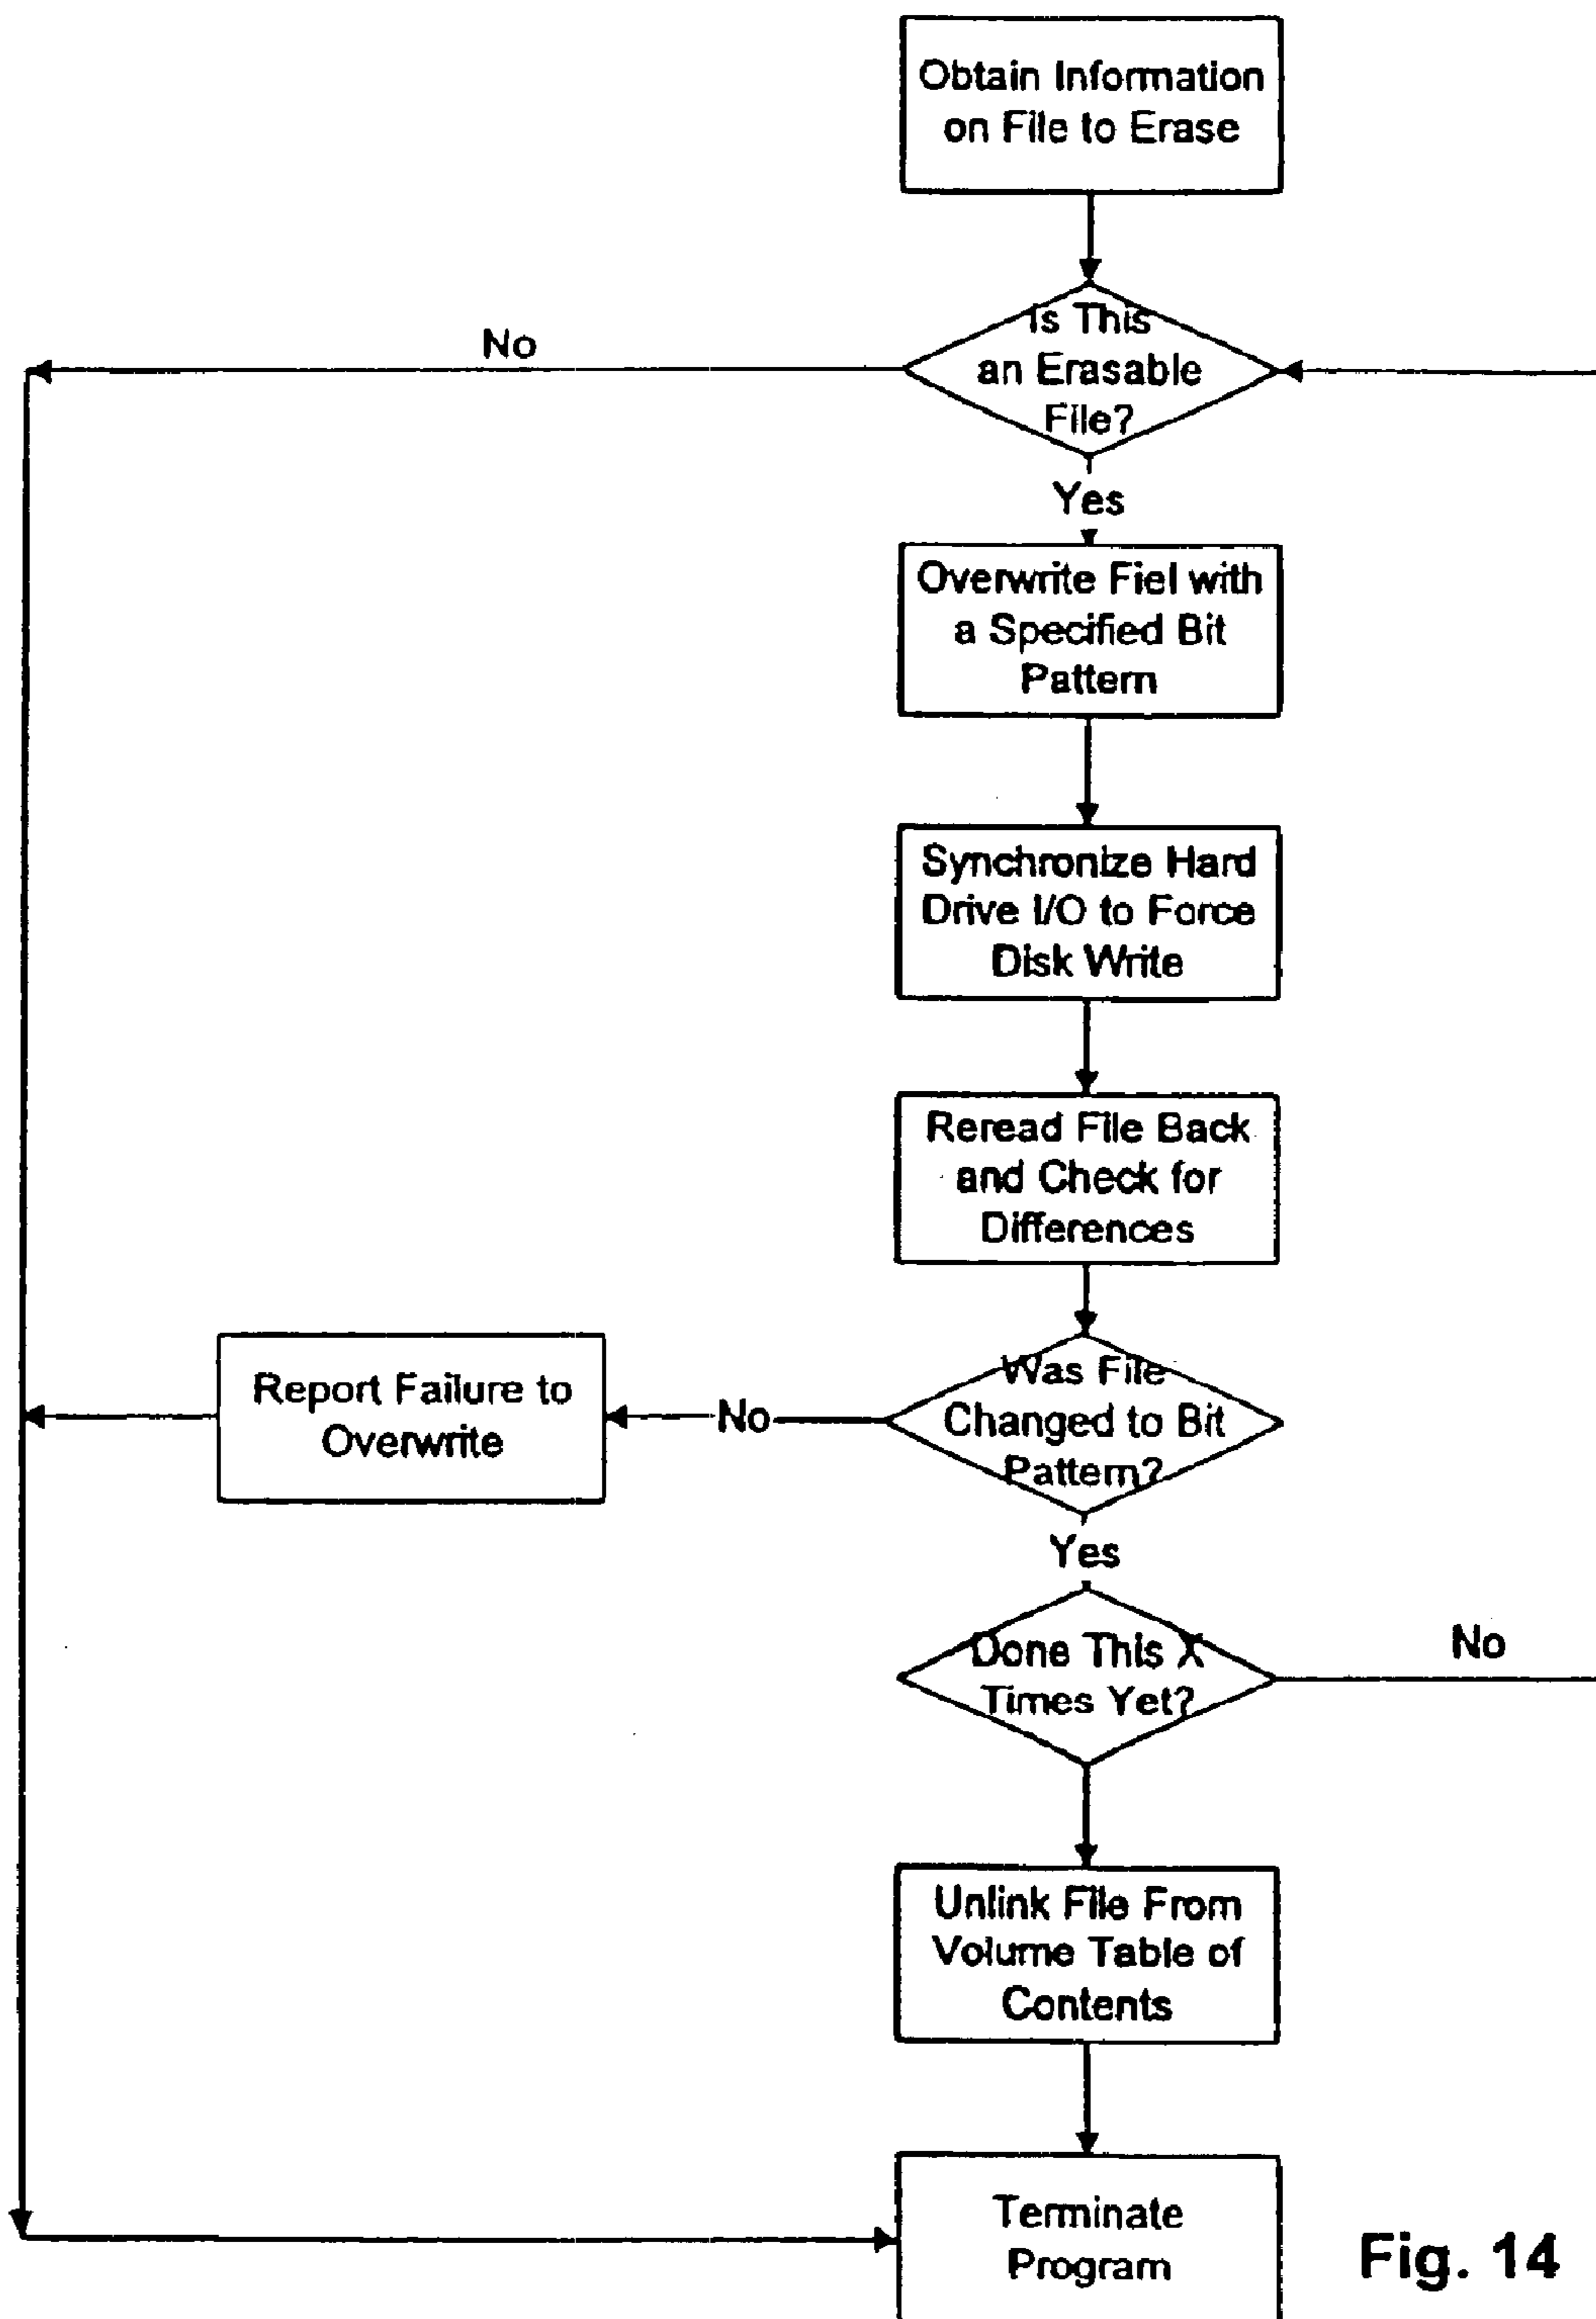 Obtain Information
on File to Erase
Is This
an Erasable
File?
No
Yes
Overwrite Fiel with
a Specified Bit
Pattern
Synchronize Hard
Drive I/O to Force
Disk Write
Reread File Back
and Check for
Differences
Was File
Changed to Bit
Pattern?
No
Report Failure to
Overwrite
Yes
Done This X
Times Yet?
No
Unlink File From
Volume Table of
Contents
Terminate
Program
Fig. 14